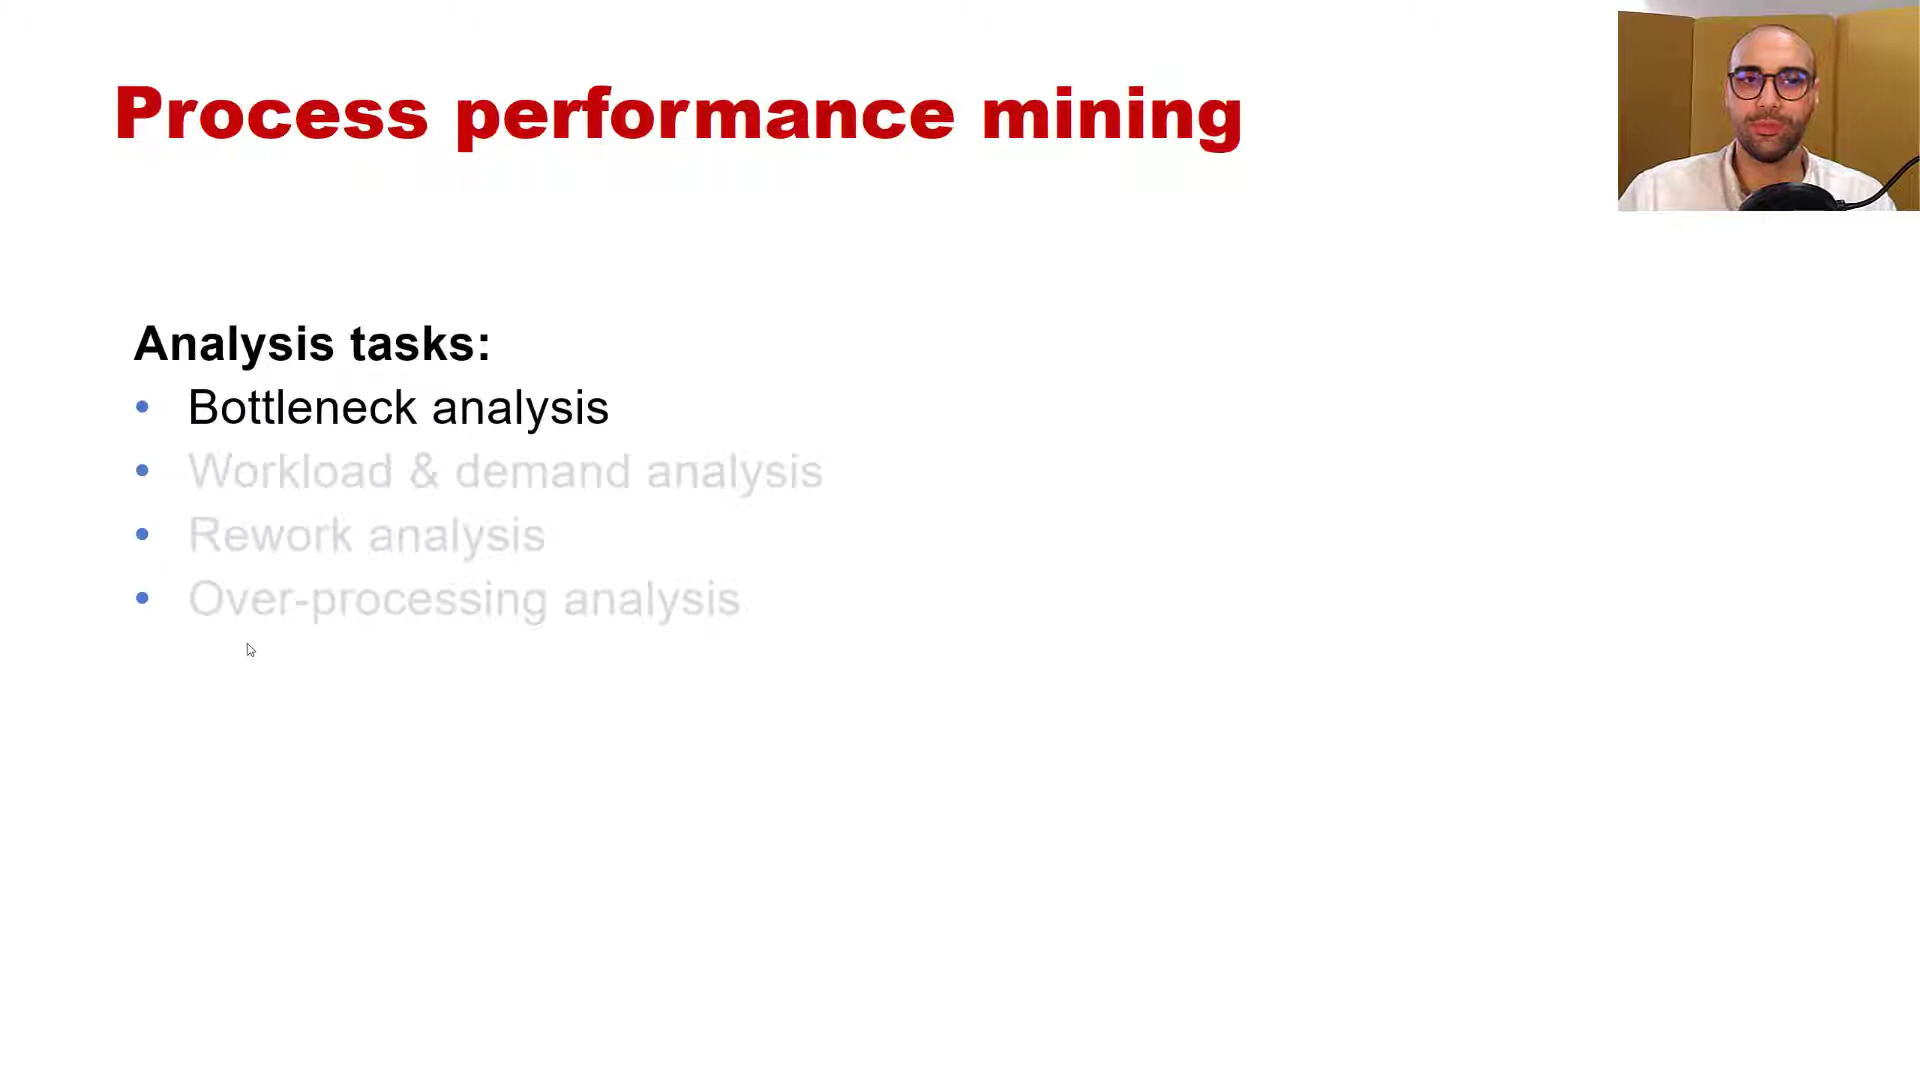 Process performance mining
Analysis tasks:
• Bottleneck analysis
• Workload & demand analysis
• Rework analysis
• Over-processing analysis